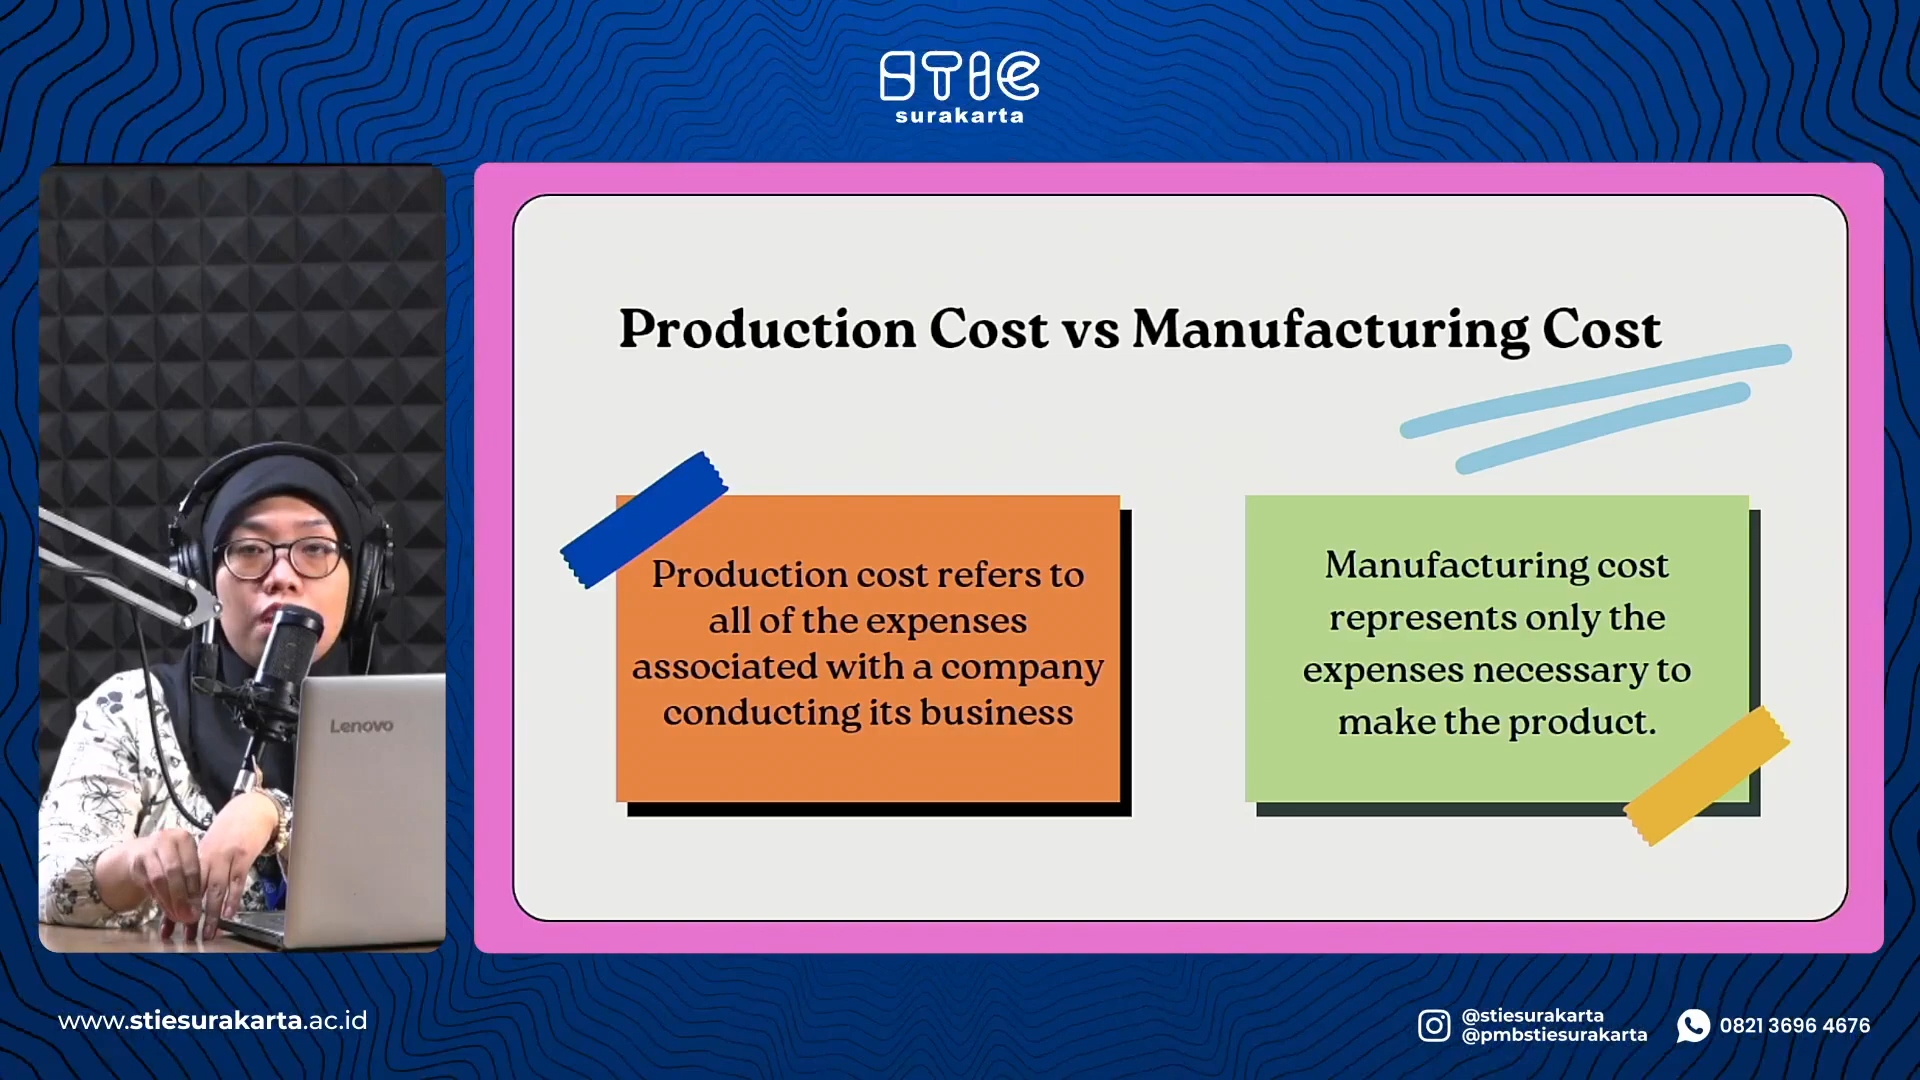 STIE
surakarta
Production Cost vs Manufacturing Cost
Production cost refers to
all of the expenses
associated with a company
conducting its business
Manufacturing cost
represents only the
expenses necessary to
make the product.
Lenovo
www.stiesurakarta.ac.id
@stiesurakarta
@pmbstiesurakarta
0821 3696 4676